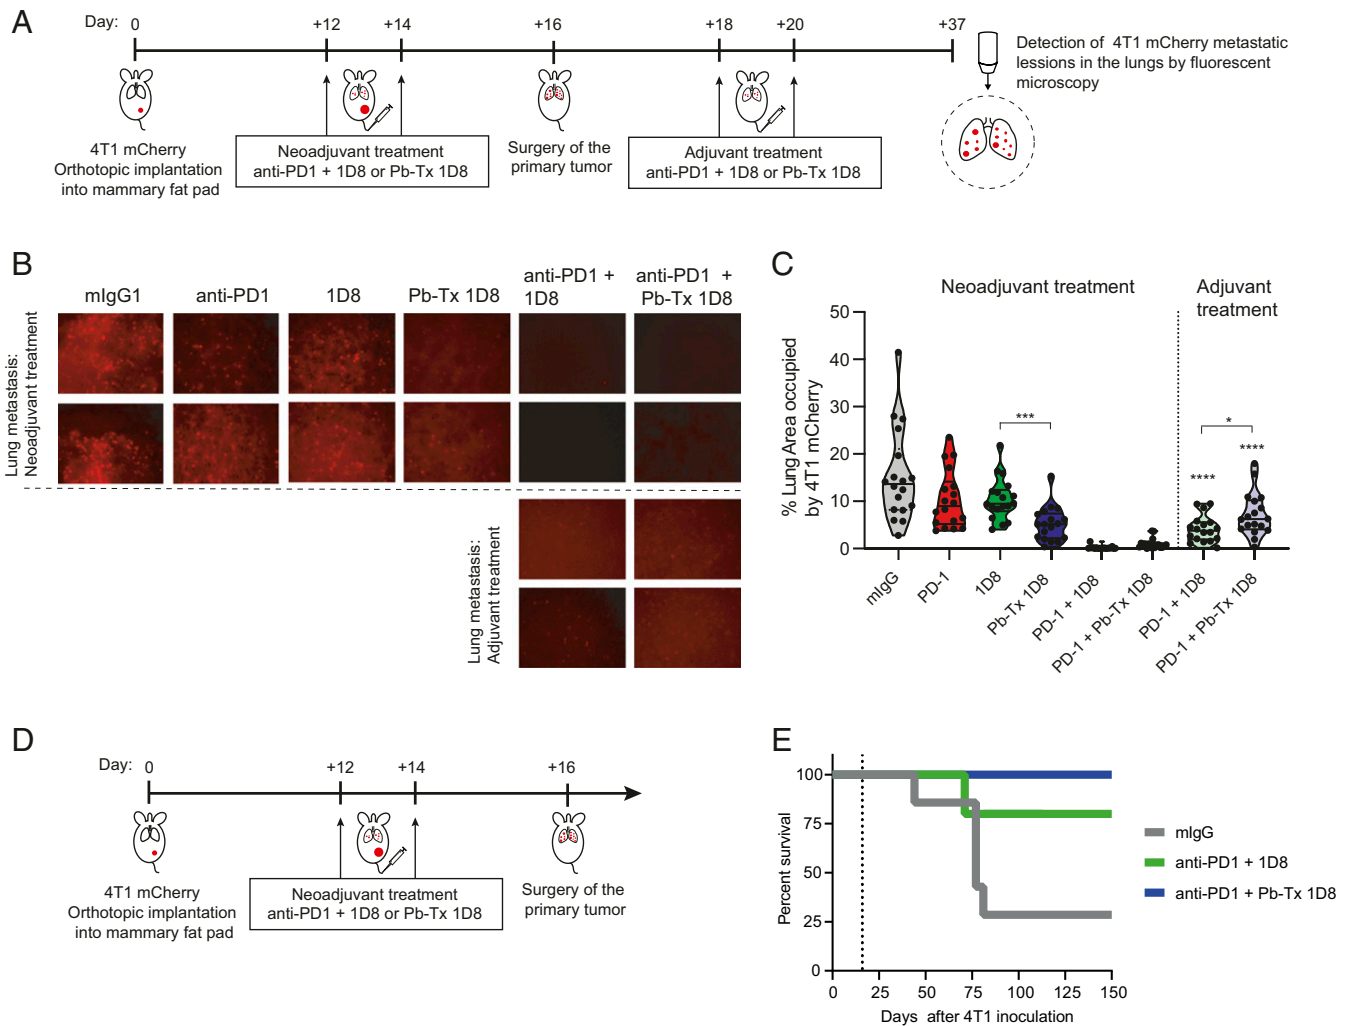 A
Day: 0 +12 +14 +16 +18 +20 +37
4T1 mCherry
Orthotopic implantation
into mammary fat pad
Neoadjuvant treatment
anti-PD1 + 1D8 or Pb-Tx 1D8
Surgery of the
primary tumor
Adjuvant treatment
anti-PD1 + 1D8 or Pb-Tx 1D8
Detection of 4T1 mCherry metastatic
lessions in the lungs by fluorescent
microscopy
B
mIgG1
anti-PD1
1D8
Pb-Tx 1D8
anti-PD1 +
1D8
anti-PD1 +
Pb-Tx 1D8
Lung metastasis:
Neoadjuvant treatment
Lung metastasis:
Adjuvant treatment
C
Neoadjuvant treatment
Adjuvant
treatment
% Lung Area occupied
by 4T1 mCherry
50
40
30
20
10
0
***
*
****
****
mIgG
PD-1
1D8
Pb-Tx 1D8
PD-1 + 1D8
PD-1 + Pb-Tx 1D8
PD-1 + 1D8
PD-1 + Pb-Tx 1D8
D
Day: 0 +12 +14 +16
4T1 mCherry
Orthotopic implantation
into mammary fat pad
Neoadjuvant treatment
anti-PD1 + 1D8 or Pb-Tx 1D8
Surgery of the
primary tumor
E
Percent survival
100
75
50
25
0
0 25 50 75 100 125 150
Days after 4T1 inoculation
mIgG
anti-PD1 + 1D8
anti-PD1 + Pb-Tx 1D8